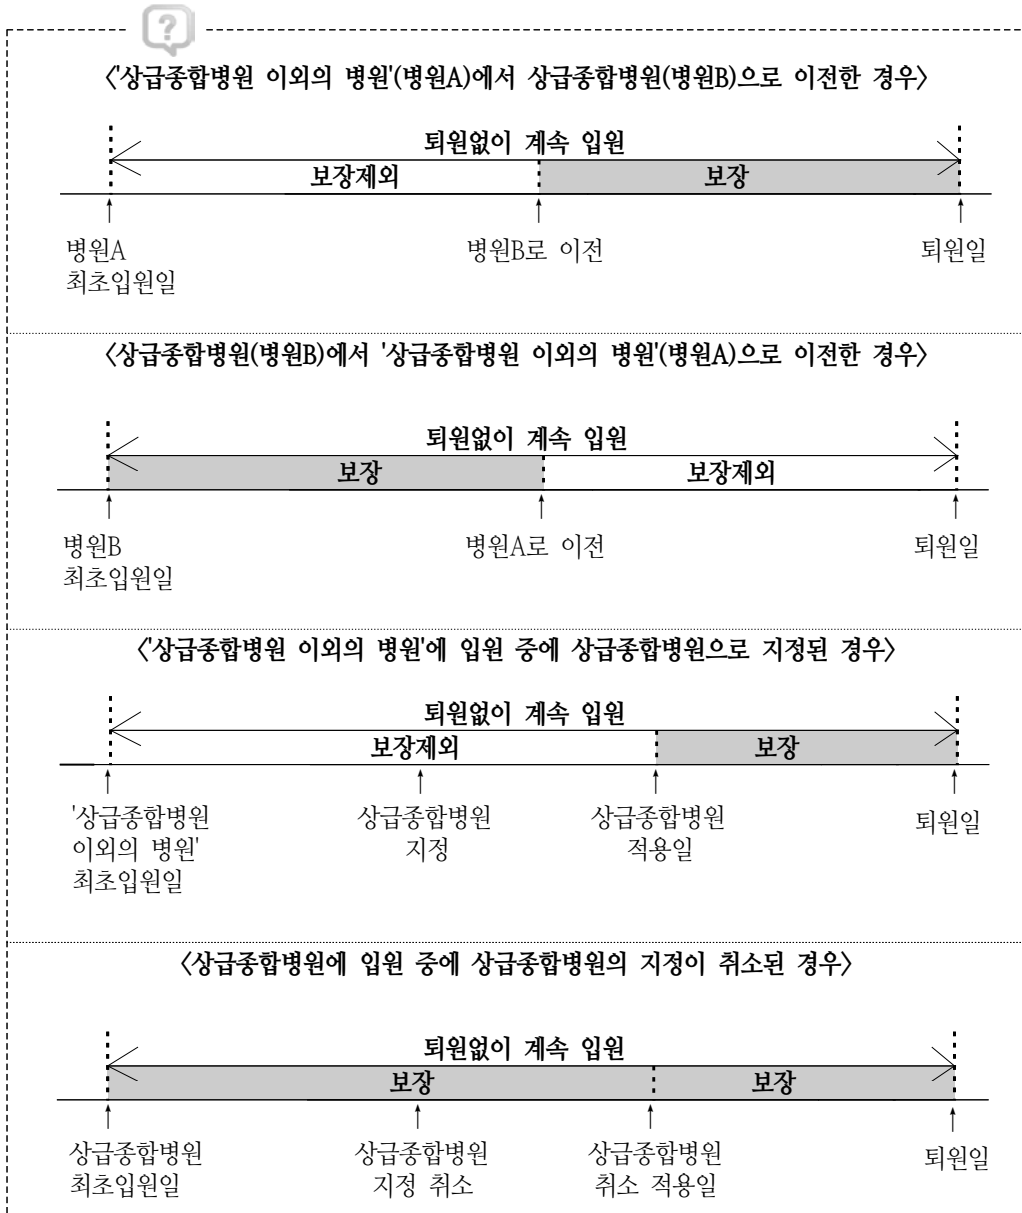 ?
<'상급종합병원 이외의 병원'(병원A)에서 상급종합병원(병원B)으로 이전한 경우>
퇴원없이 계속 입원
보장제외 보장
병원A 병원B로 이전 퇴원일
최초입원일
<상급종합병원(병원B)에서 '상급종합병원 이외의 병원'(병원A)으로 이전한 경우>
퇴원없이 계속 입원
보장 보장제외
병원B 병원A로 이전 퇴원일
최초입원일
<'상급종합병원 이외의 병원'에 입원 중에 상급종합병원으로 지정된 경우>
퇴원없이 계속 입원
보장제외 보장
'상급종합병원 상급종합병원 상급종합병원 퇴원일
이외의 병원' 지정 적용일
최초입원일
<상급종합병원에 입원 중에 상급종합병원의 지정이 취소된 경우>
퇴원없이 계속 입원
보장 보장
상급종합병원 상급종합병원 상급종합병원 퇴원일
최초입원일 지정 취소 취소 적용일